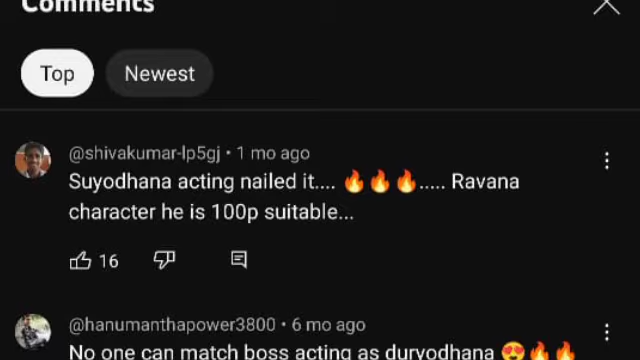 Comments
Top Newest
@shivakumar-lp5gj • 1 mo ago
Suyodhana acting nailed it.... 🔥🔥🔥..... Ravana
character he is 100p suitable...
16
@hanumanthapower3800 • 6 mo ago
No one can match boss acting as duryodhana 😍🔥🔥